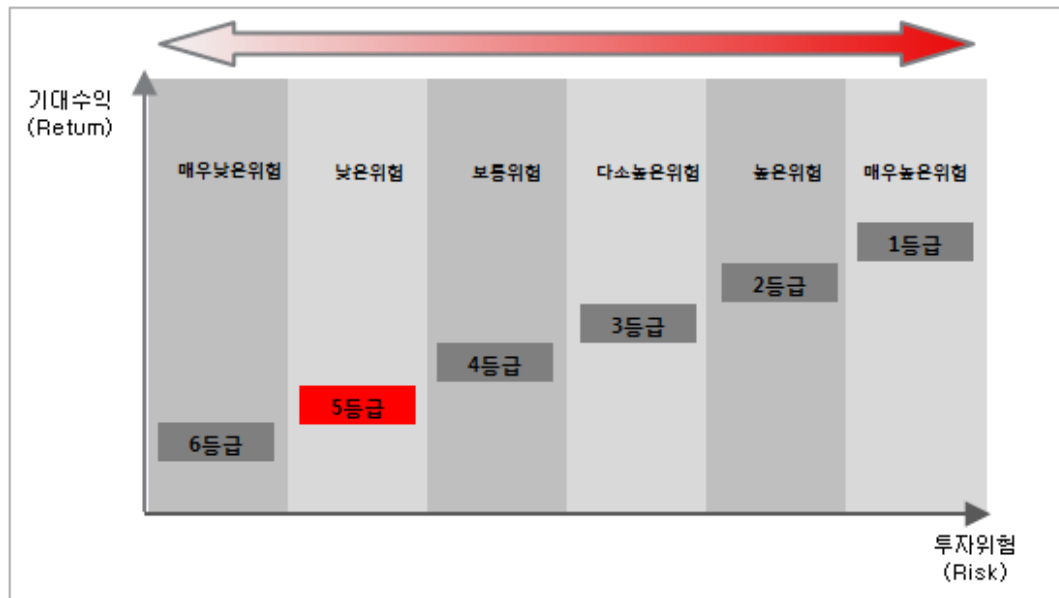 기대수익
(Return)
매우낮은위험
낮은위험
보통위험
다소높은위험
높은위험
매우높은위험
1등급
2등급
3등급
4등급
5등급
6등급
투자위험
(Risk)